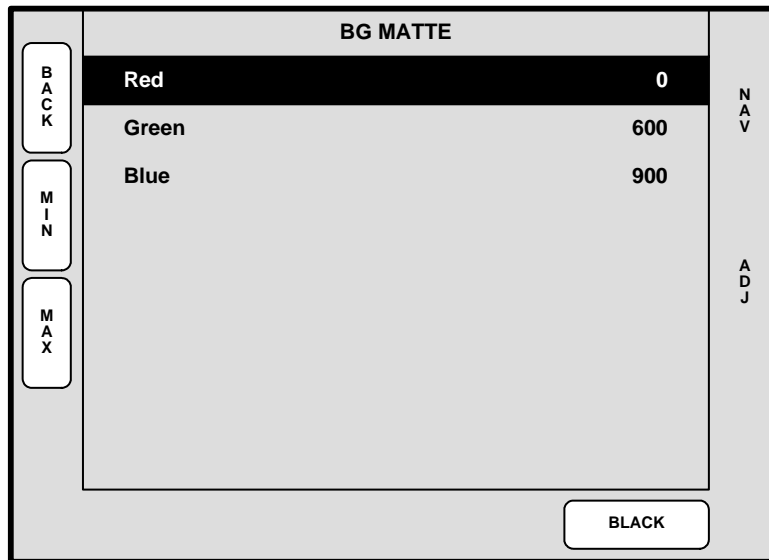 BG MATTE
BACK
MIN
MAX
Red 0
Green 600
Blue 900
NAV
ADJ
BLACK